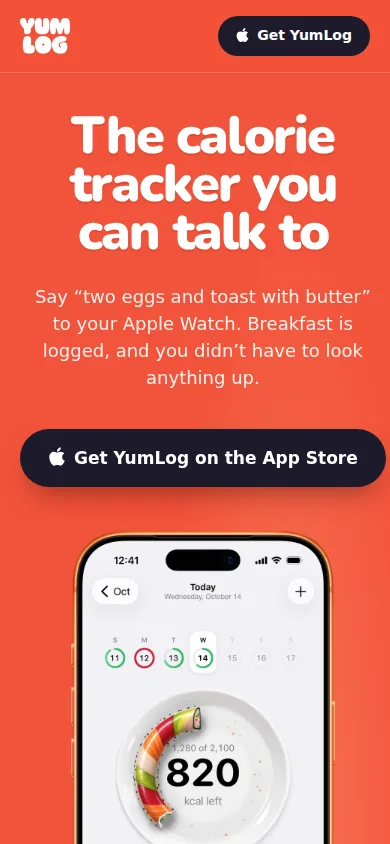 YUM
LOG
Get YumLog
The calorie
tracker you
can talk to
Say “two eggs and toast with butter”
to your Apple Watch. Breakfast is
logged, and you didn’t have to look
anything up.
Get YumLog on the App Store
12:41
Oct
Today
Wednesday, October 14
S M T W T F S
11 12 13 14 15 16 17
1,280 of 2,100
820
kcal left